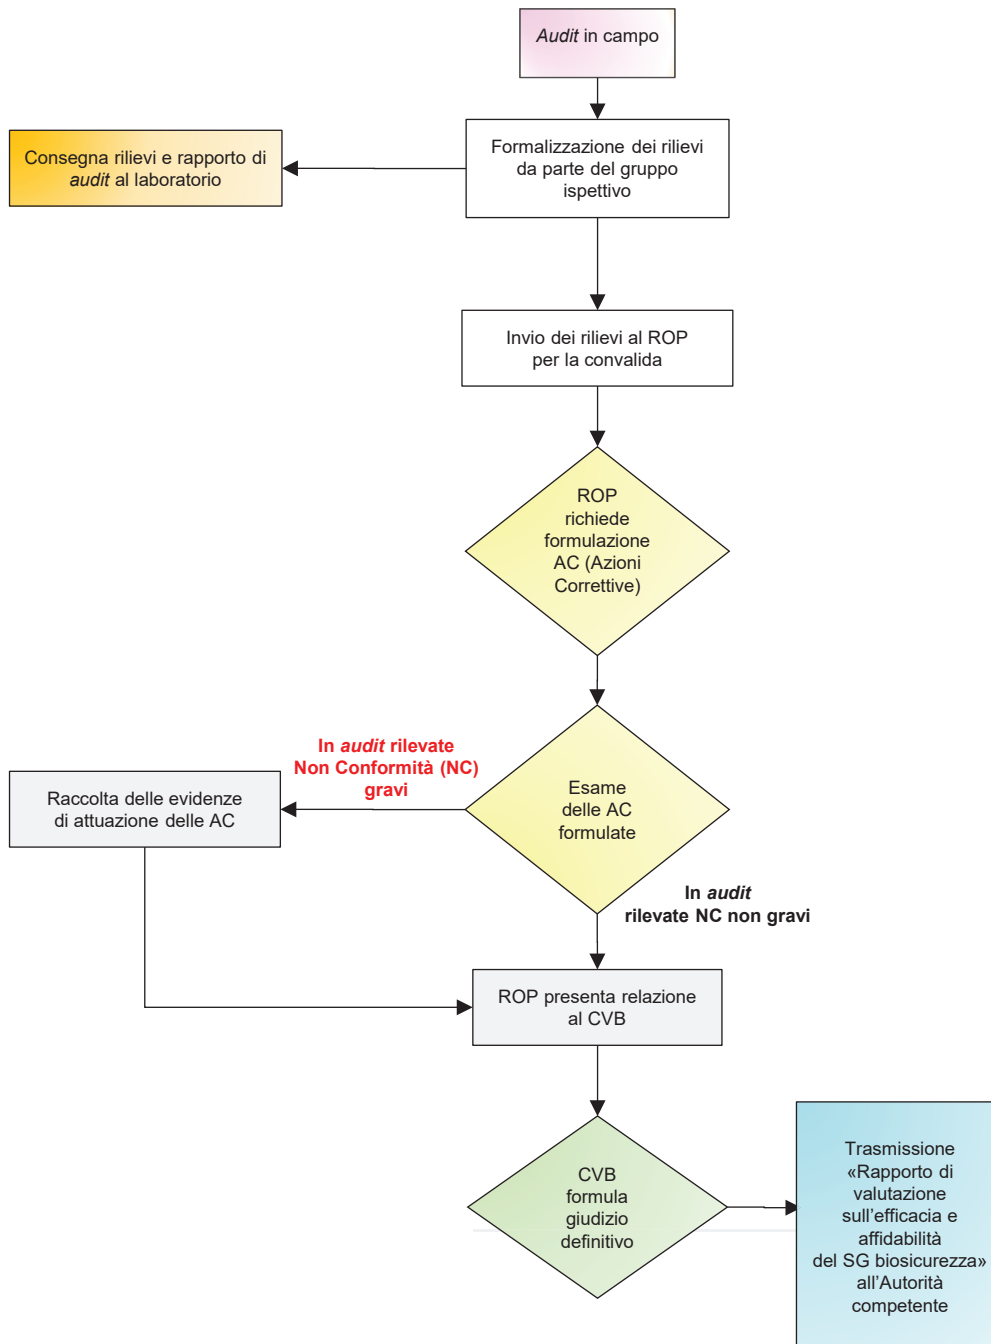 Audit in campo
Formalizzazione dei rilievi
da parte del gruppo
ispettivo
Consegna rilievi e rapporto di
audit al laboratorio
Invio dei rilievi al ROP
per la convalida
ROP
richiede
formulazione
AC (Azioni
Correttive)
In audit rilevate
Non Conformità (NC)
gravi
Esame
delle AC
formulate
Raccolta delle evidenze
di attuazione delle AC
In audit
rilevate NC non gravi
ROP presenta relazione
al CVB
CVB
formula
giudizio
definitivo
Trasmissione
«Rapporto di
valutazione
sull’efficacia e
affidabilità
del SG biosicurezza»
all’Autorità
competente